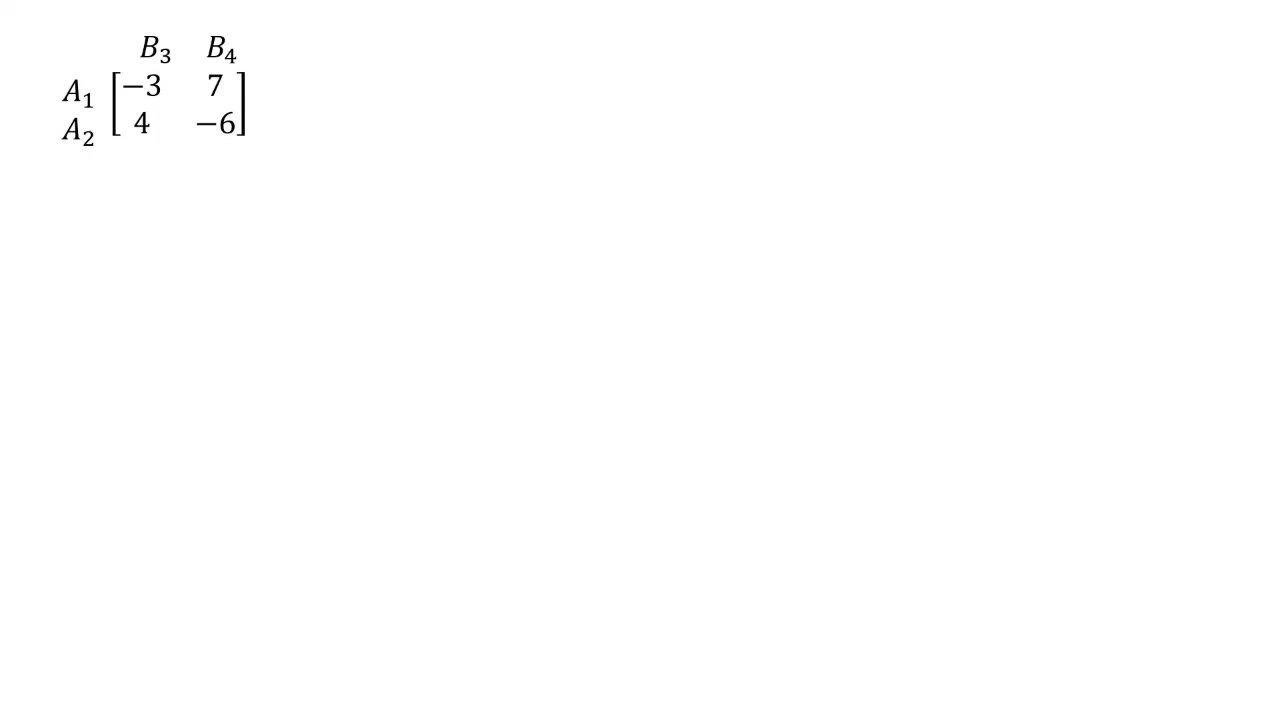 B₃ B₄
A₁ [−3 7]
A₂ [4 −6]